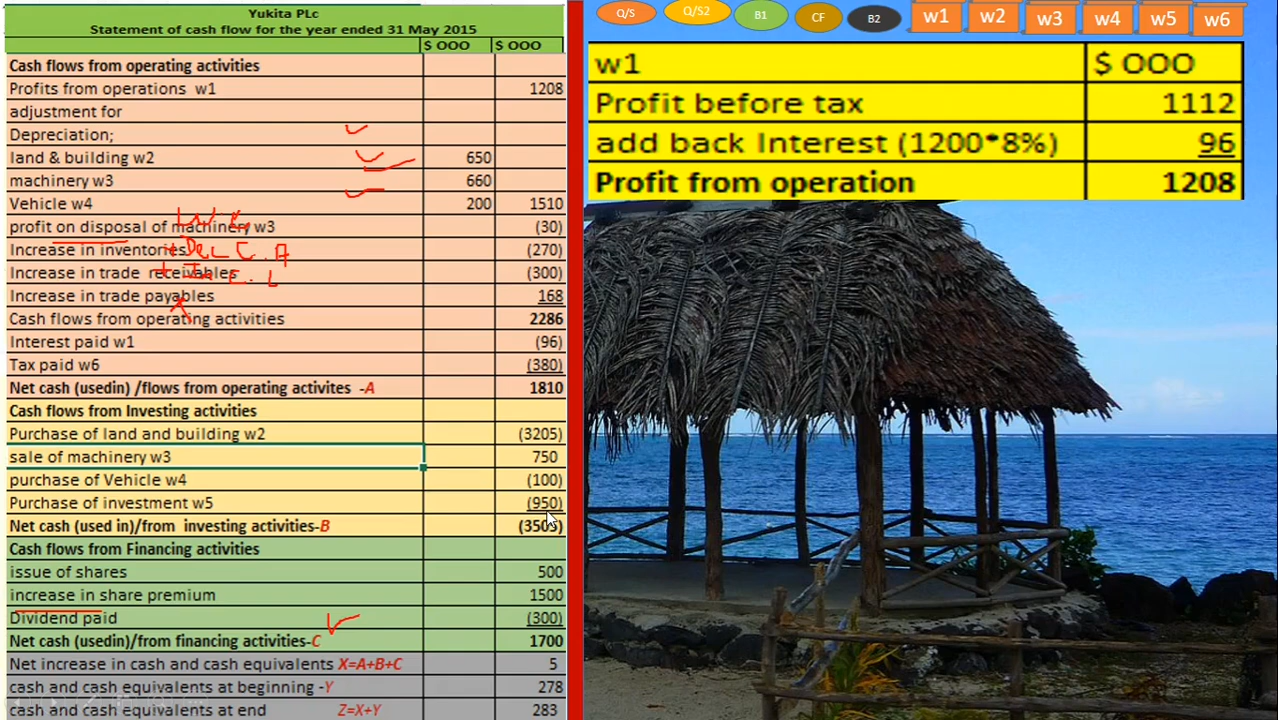 Yukita PLc
Statement of cash flow for the year ended 31 May 2015
$ OOO $ OOO
Cash flows from operating activities
Profits from operations w1 1208
adjustment for
Depreciation;
land & building w2 650
machinery w3 660
Vehicle w4 200 1510
profit on disposal of machinery w3 (30)
Increase in inventories (270)
+ Dec C. A
Increase in trade receivables (300)
+ In C. L
Increase in trade payables 168
Cash flows from operating activities 2286
Interest paid w1 (96)
Tax paid w6 (380)
Net cash (usedin) /flows from operating activites -A 1810
Cash flows from Investing activities
Purchase of land and building w2 (3205)
sale of machinery w3 750
purchase of Vehicle w4 (100)
Purchase of investment w5 (950)
Net cash (used in)/from investing activities-B (3505)
Cash flows from Financing activities
issue of shares 500
increase in share premium 1500
Dividend paid (300)
Net cash (usedin)/from financing activities-C 1700
Net increase in cash and cash equivalents X=A+B+C 5
cash and cash equivalents at beginning -Y 278
cash and cash equivalents at end Z=X+Y 283
Q/S Q/S2 B1 CF B2 w1 w2 w3 w4 w5 w6
w1 $ OOO
Profit before tax 1112
add back Interest (1200*8%) 96
Profit from operation 1208